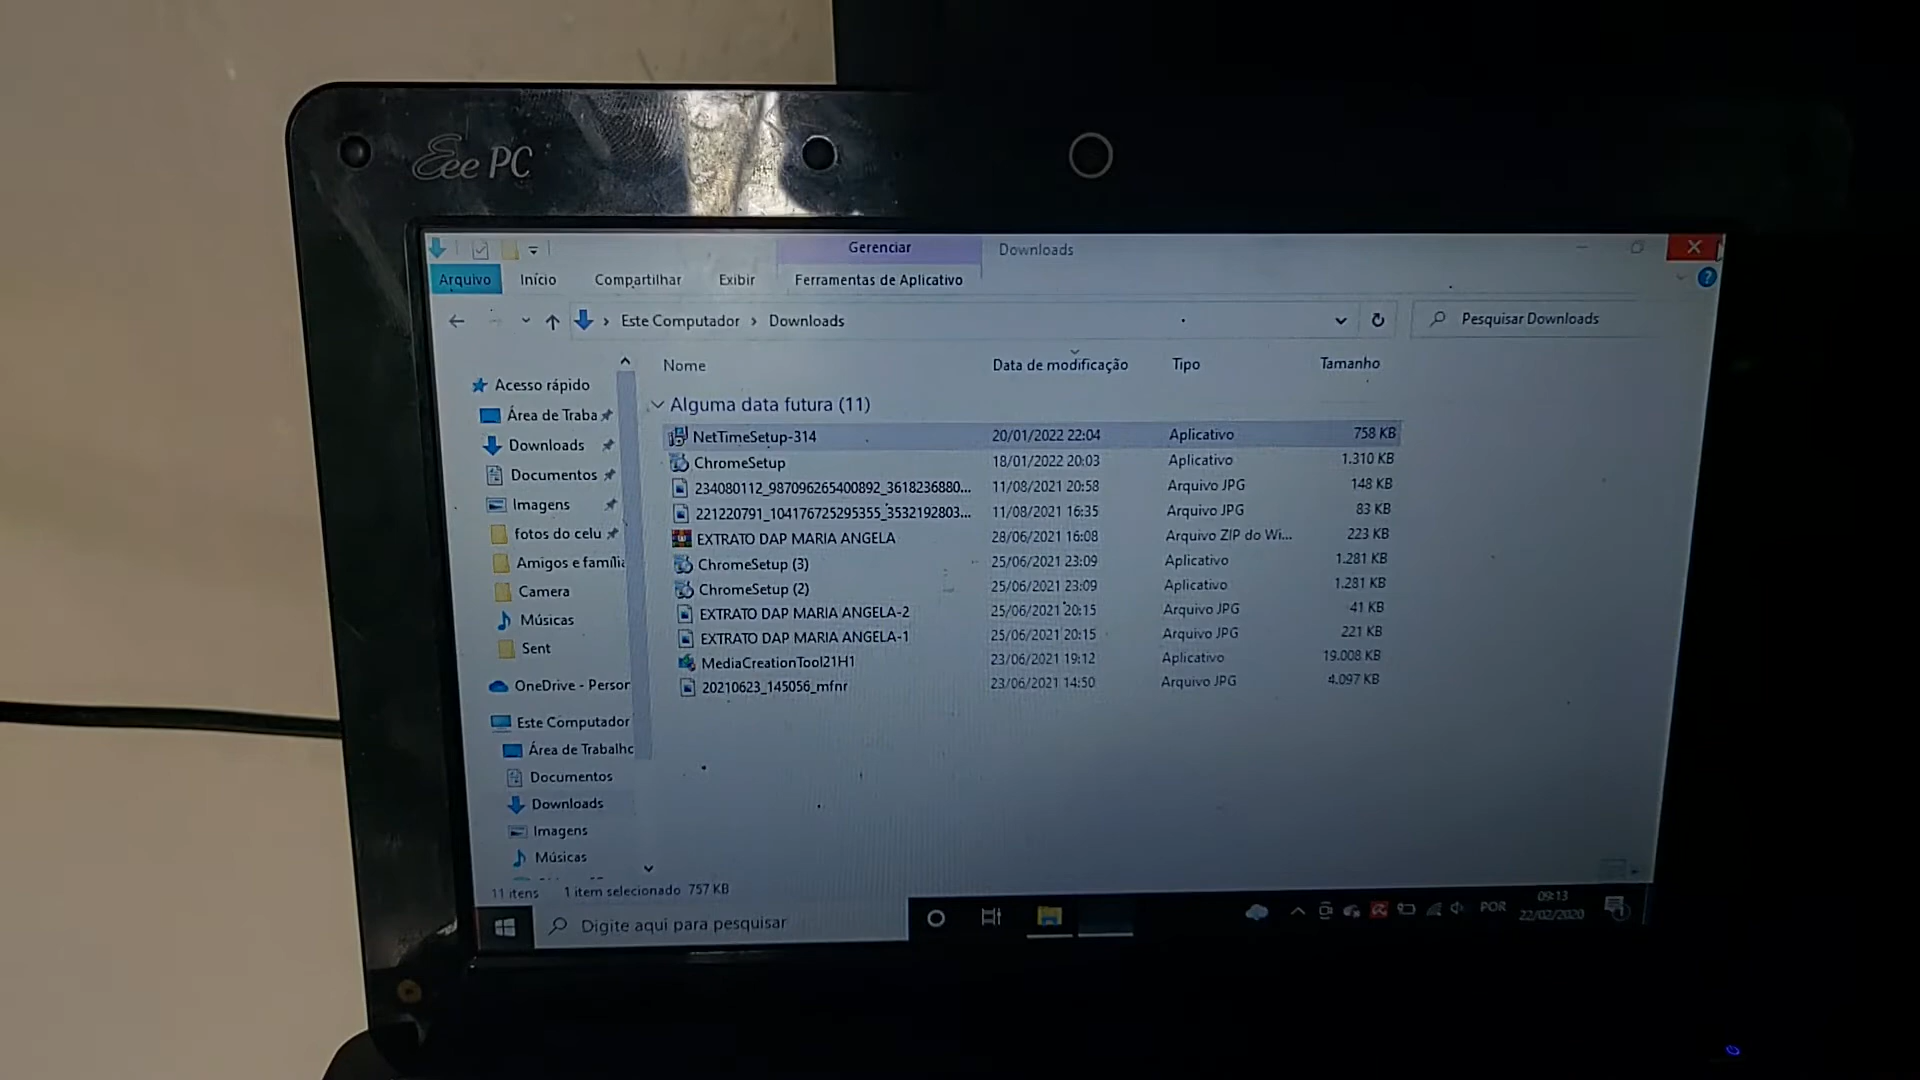 Eee PC
Gerenciar
Downloads
Arquivo
Início
Compartilhar
Exibir
Ferramentas de Aplicativo
Este Computador > Downloads
Pesquisar Downloads
Nome
Data de modificação
Tipo
Tamanho
Alguma data futura (11)
NetTimeSetup-314 20/01/2022 22:04 Aplicativo 758 KB
ChromeSetup 18/01/2022 20:03 Aplicativo 1.310 KB
234080112_987096265400892_3618236880... 11/08/2021 20:58 Arquivo JPG 148 KB
221220791_104176725295355_3532192803... 11/08/2021 16:35 Arquivo JPG 83 KB
EXTRATO DAP MARIA ANGELA 28/06/2021 16:08 Arquivo ZIP do Wi... 223 KB
ChromeSetup (3) 25/06/2021 23:09 Aplicativo 1.281 KB
ChromeSetup (2) 25/06/2021 23:09 Aplicativo 1.281 KB
EXTRATO DAP MARIA ANGELA-2 25/06/2021 20:15 Arquivo JPG 41 KB
EXTRATO DAP MARIA ANGELA-1 25/06/2021 20:15 Arquivo JPG 221 KB
MediaCreationTool21H1 23/06/2021 19:12 Aplicativo 19.008 KB
20210623_145056_mfnr 23/06/2021 14:50 Arquivo JPG 4.097 KB
Acesso rápido
Área de Traba
Downloads
Documentos
Imagens
fotos do celu
Amigos e família
Camera
Músicas
Sent
OneDrive - Person
Este Computador
Área de Trabalho
Documentos
Downloads
Imagens
Músicas
11 itens
1 item selecionado 757 KB
Digite aqui para pesquisar
POR
09:13
22/02/2020